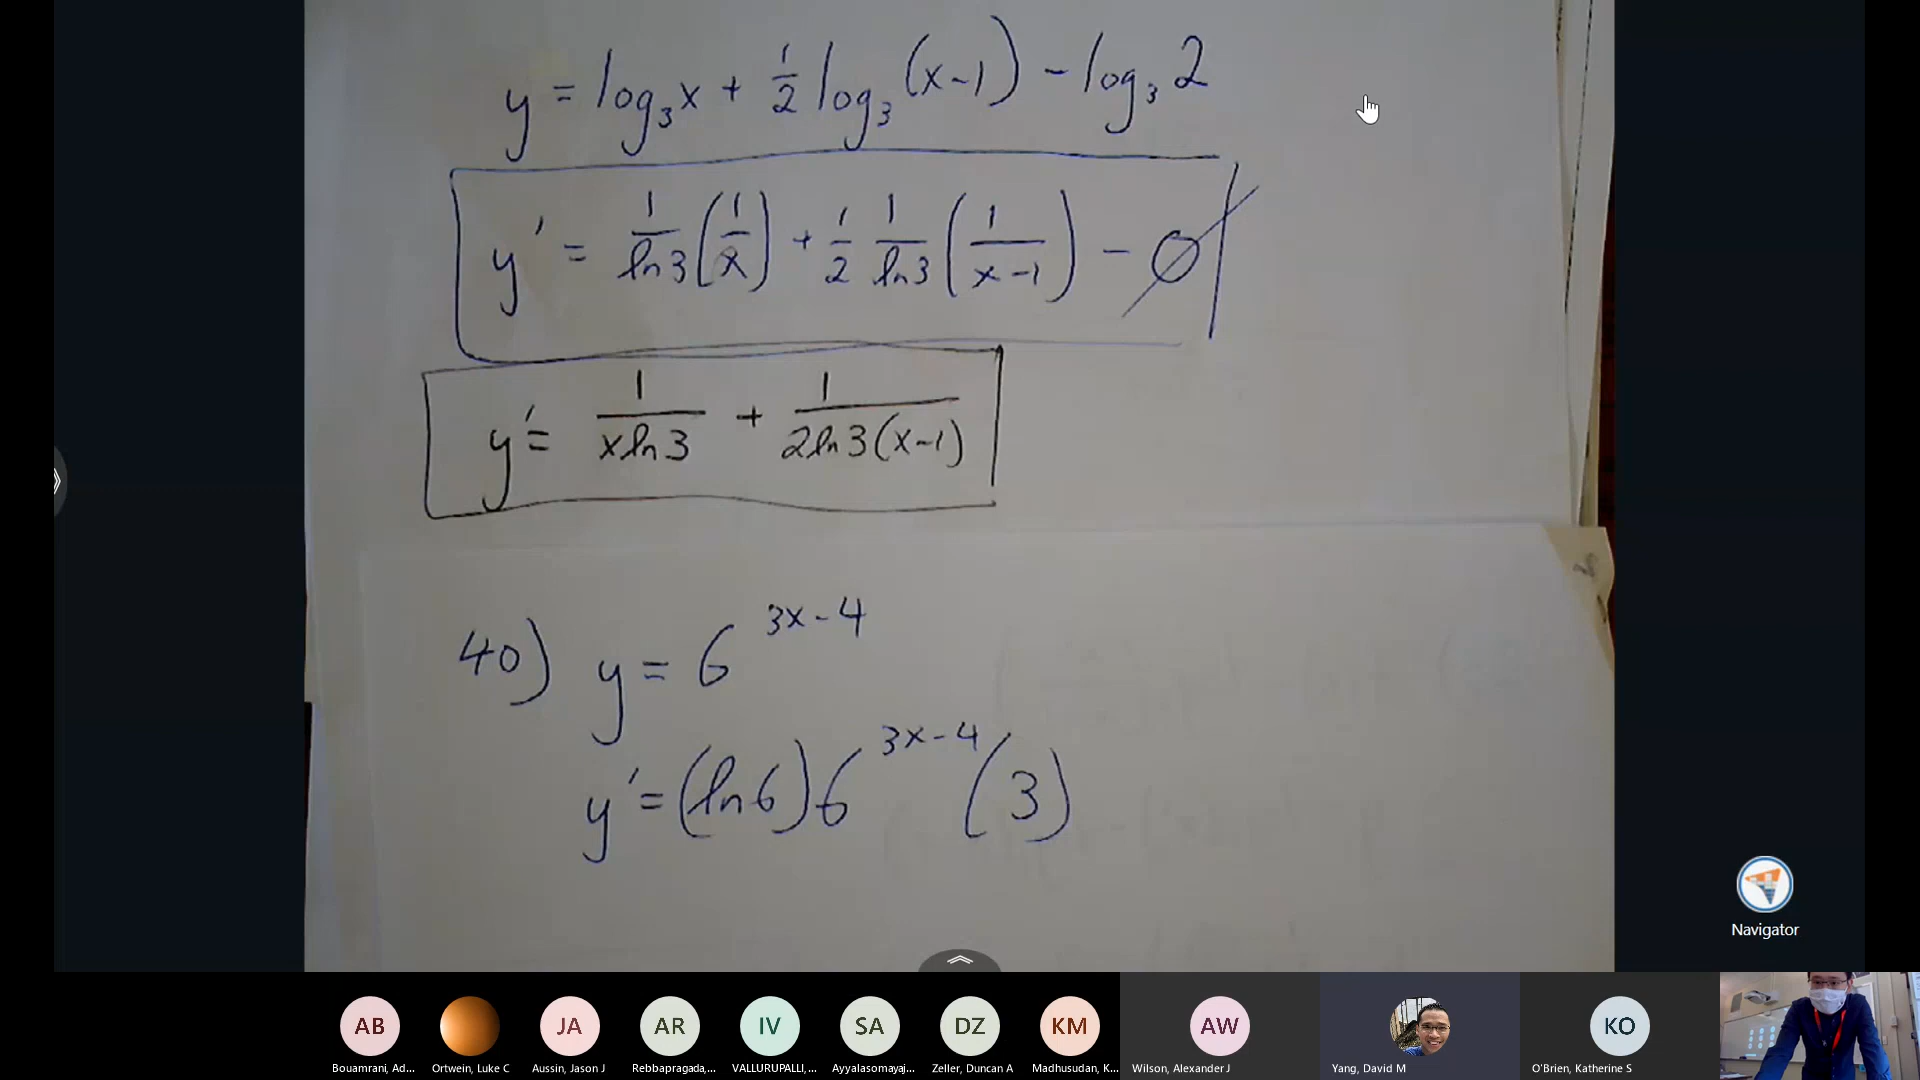 y = log₃x + 1/2 log₃(x-1) - log₃2
y' = 1/ln3 (1/x) + 1/2 1/ln3 (1/x-1) - 0
y' = 1/xln3 + 1/2ln3(x-1)
40) y = 6^3x-4
y' = (ln6)6^3x-4 (3)
Navigator
AB
JA
AR
IV
SA
DZ
KM
AW
KO
Bouamrani, Ad...
Ortwein, Luke C
Aussin, Jason J
Rebbapragada,...
VALLURUPALLI,...
Ayyalasomayaj...
Zeller, Duncan A
Madhusudan, K...
Wilson, Alexander J
Yang, David M
O'Brien, Katherine S